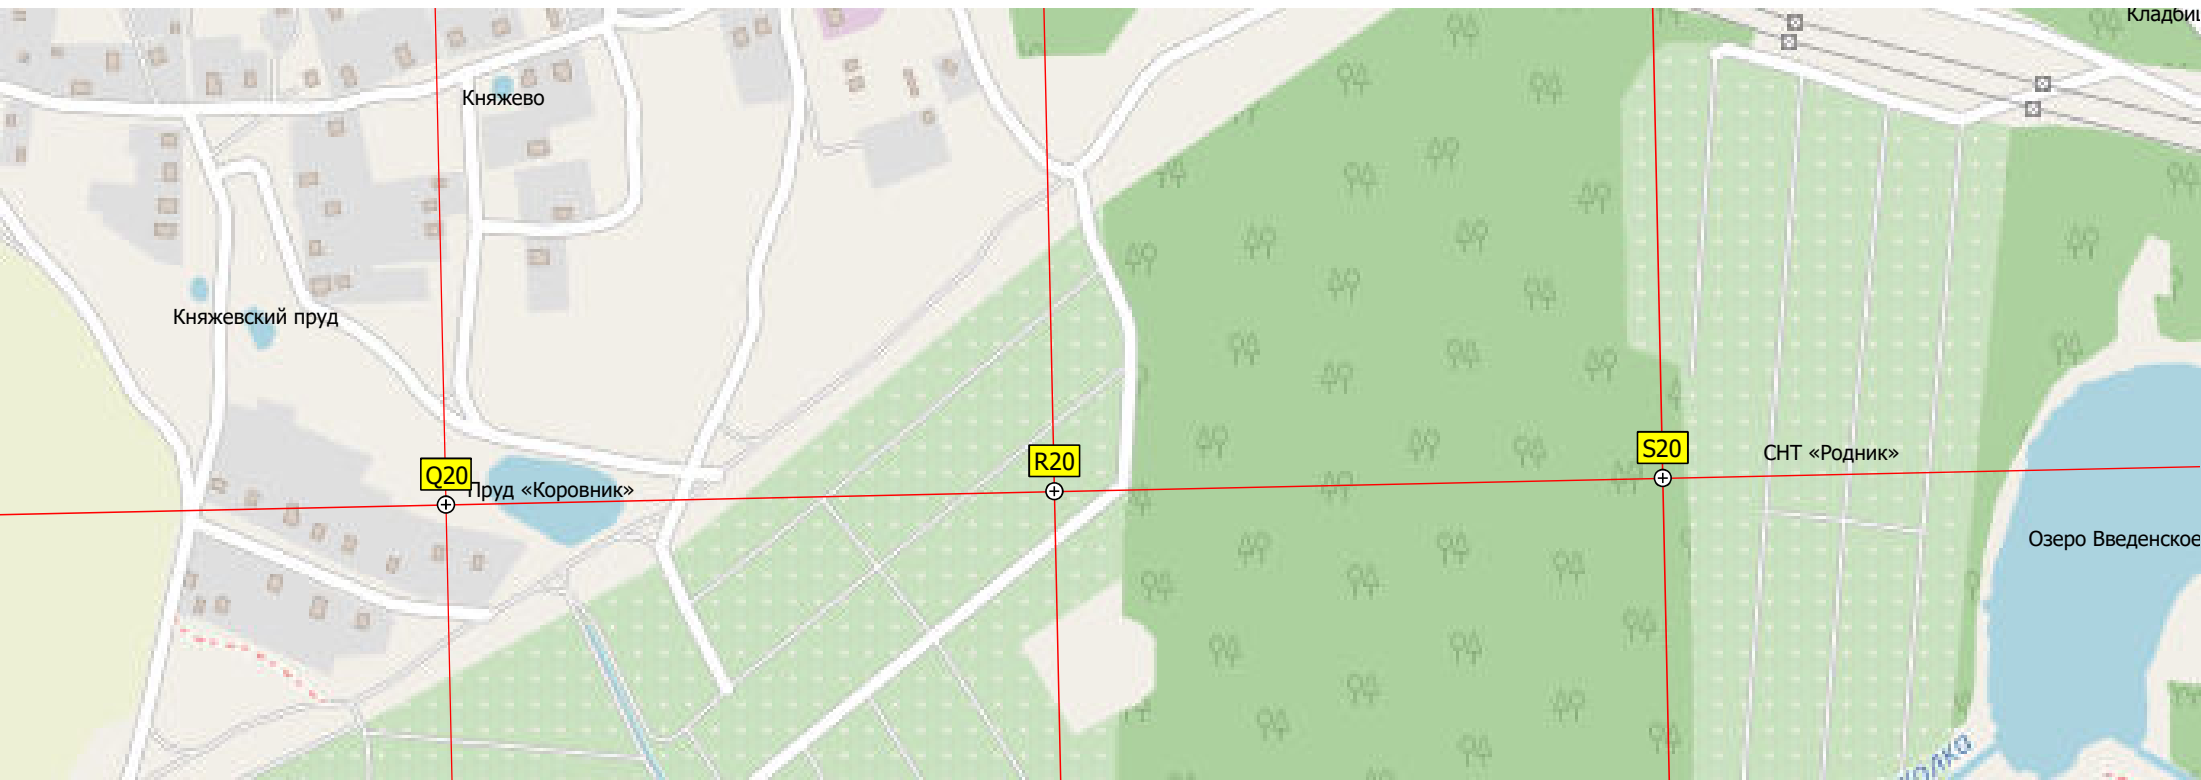 Княжево
Княжевский пруд
Q20
Пруд «Коровник»
R20
S20
СНТ «Родник»
Озеро Введенское